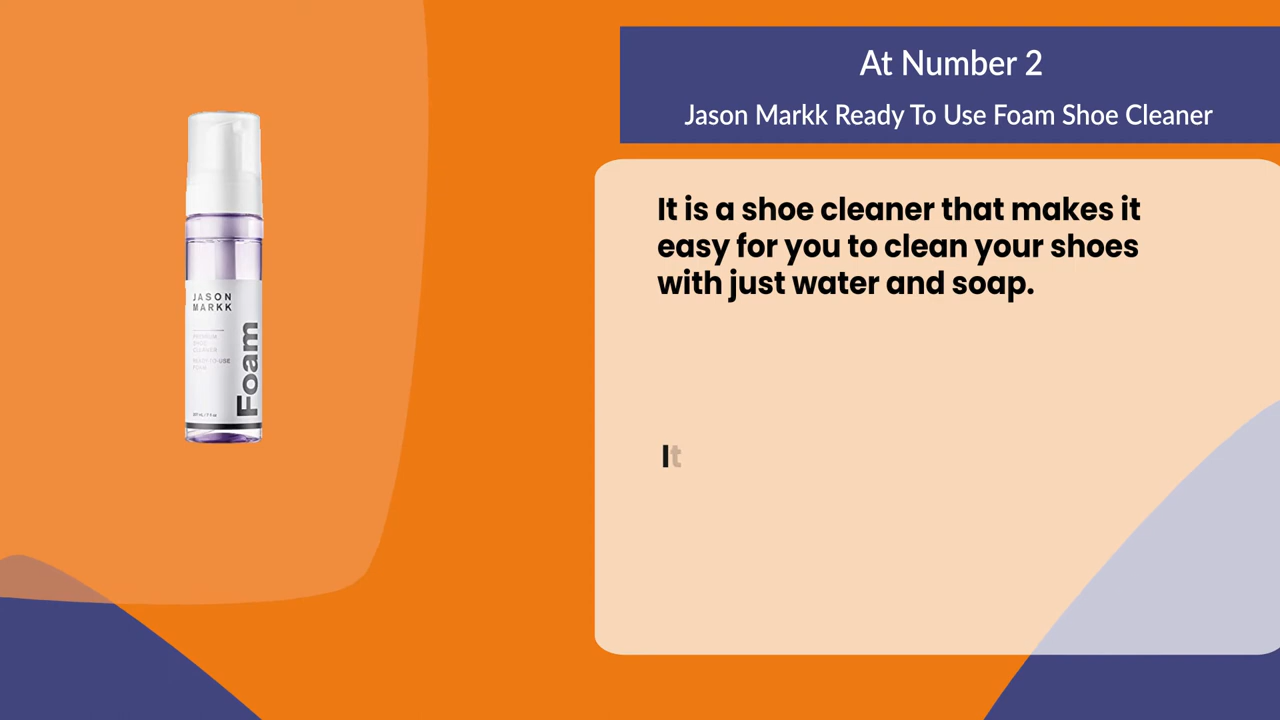 At Number 2
Jason Markk Ready To Use Foam Shoe Cleaner
It is a shoe cleaner that makes it
easy for you to clean your shoes
with just water and soap.
It
JASON
MARKK
Foam